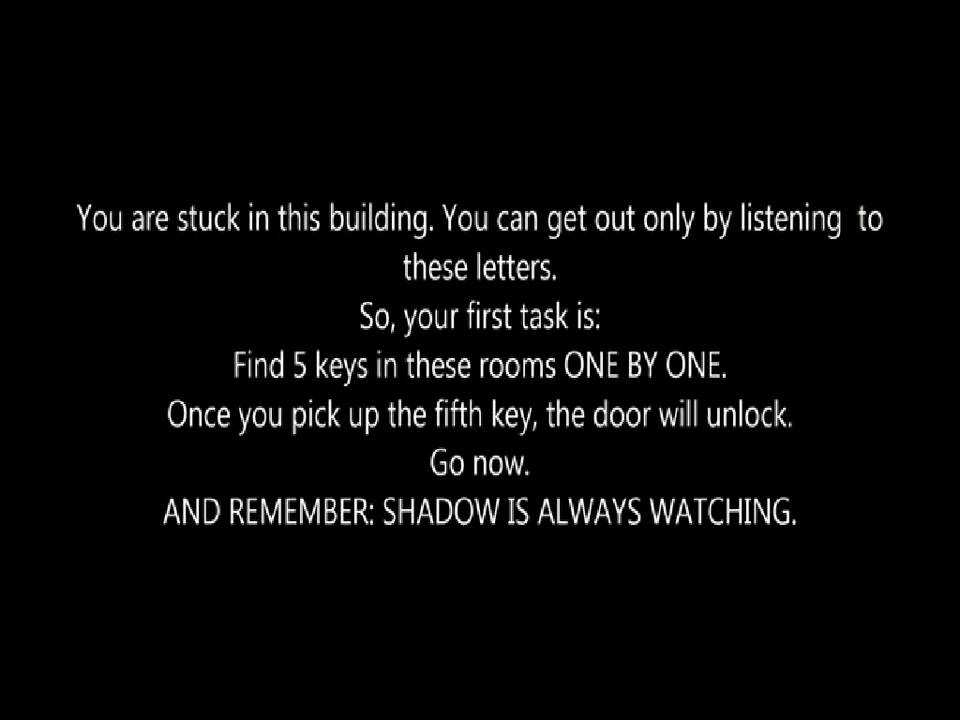 You are stuck in this building. You can get out only by listening  to
these letters.
So, your first task is:
Find 5 keys in these rooms ONE BY ONE.
Once you pick up the fifth key, the door will unlock.
Go now.
AND REMEMBER: SHADOW IS ALWAYS WATCHING.